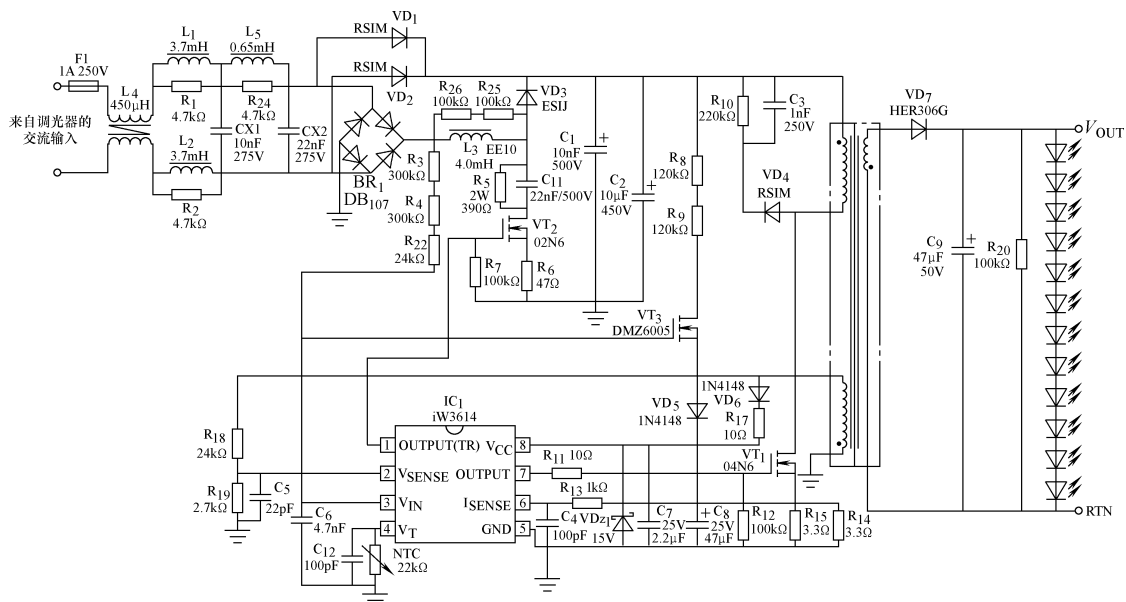 F1
1A 250V
L4
450μH
来自调光器的
交流输入
L1
3.7mH
R1
4.7kΩ
L2
3.7mH
R2
4.7kΩ
L5
0.65mH
R24
4.7kΩ
CX1
10nF
275V
CX2
22nF
275V
RSIM
VD1
RSIM
VD2
BR1
DB107
R26
100kΩ
R25
100kΩ
VD3
ESIJ
L3
EE10
4.0mH
R3
300kΩ
R4
300kΩ
R22
24kΩ
R5
2W
390Ω
C11
22nF/500V
VT2
02N6
R7
100kΩ
R6
47Ω
C1
10nF
500V
C2
10μF
450V
R8
120kΩ
R9
120kΩ
R10
220kΩ
C3
1nF
250V
VD4
RSIM
VT3
DMZ6005
VD7
HER306G
VOUT
C9
47μF
50V
R20
100kΩ
RTN
VD5
1N4148
1N4148
VD6
R17
10Ω
VT1
04N6
R18
24kΩ
R19
2.7kΩ
C5
22pF
C6
4.7nF
C12
100pF
NTC
22kΩ
IC1
iW3614
1 OUTPUT(TR) VCC 8
2 VSENSE OUTPUT 7
3 VIN ISENSE 6
4 VT GND 5
R11 10Ω
R13 1kΩ
C4
100pF
VDz1
15V
C7
25V
2.2μF
C8
25V
47μF
R12
100kΩ
R15
3.3Ω
R14
3.3Ω